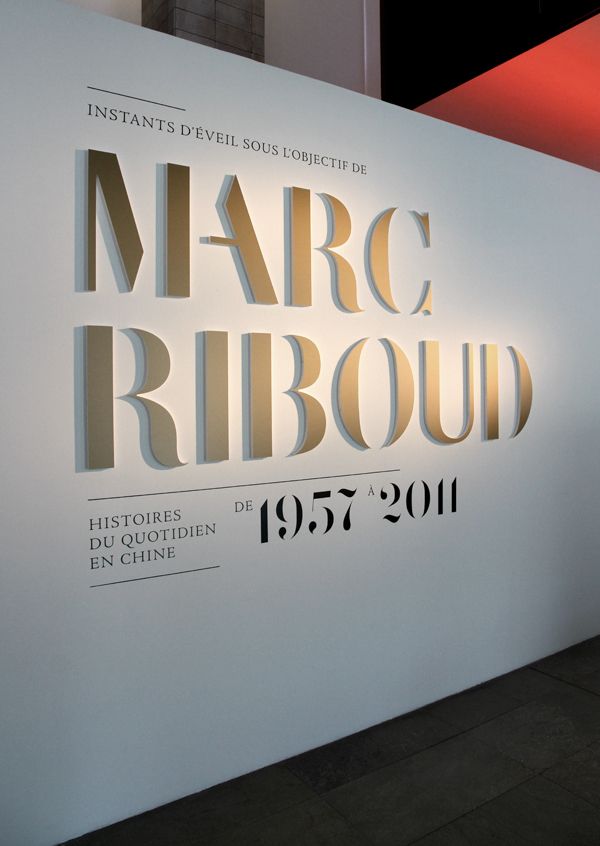 INSTANTS D'ÉVEIL SOUS L'OBJECTIF DE
MARC
RIBOUD
HISTOIRES
DU QUOTIDIEN
EN CHINE
DE 1957 À 2011